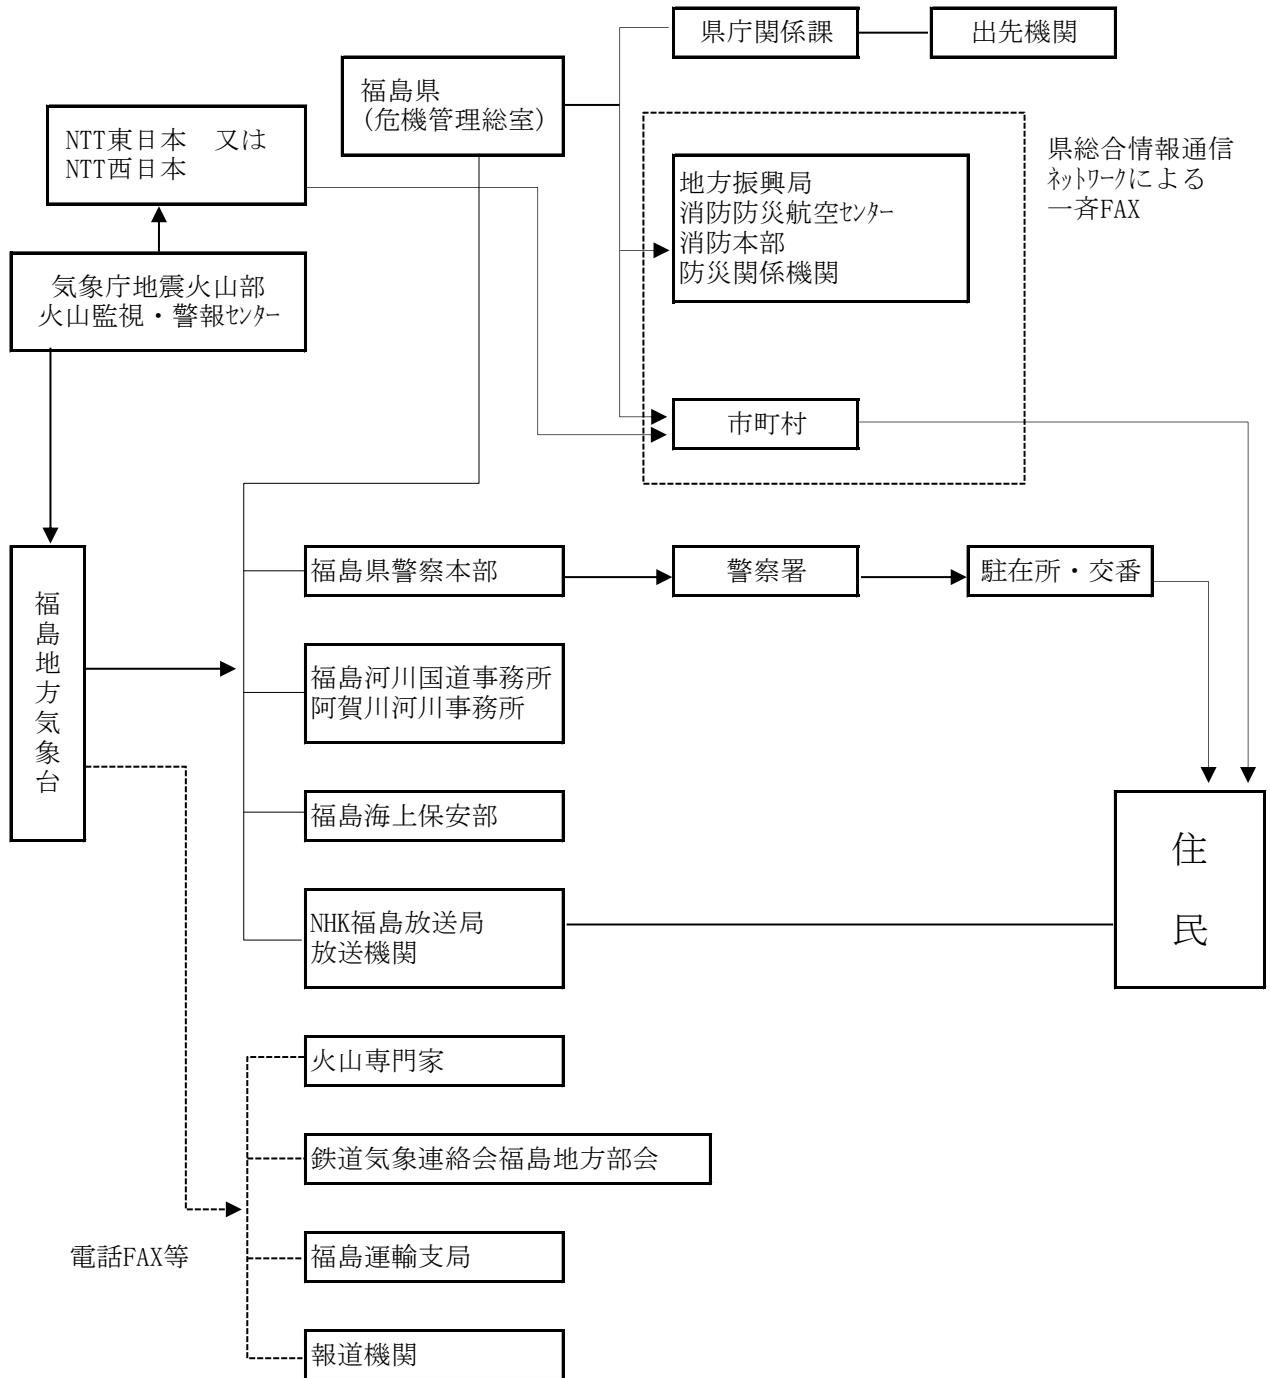 県庁関係課
出先機関
福島県
(危機管理総室)
NTT東日本　又は
NTT西日本
県総合情報通信
ﾈｯﾄﾜｰｸによる
一斉FAX
地方振興局
消防防災航空ｾﾝﾀｰ
消防本部
防災関係機関
気象庁地震火山部
火山監視・警報ｾﾝﾀｰ
市町村
福島県警察本部
警察署
駐在所・交番
福島地方気象台
福島河川国道事務所
阿賀川河川事務所
福島海上保安部
住民
NHK福島放送局
放送機関
火山専門家
鉄道気象連絡会福島地方部会
電話FAX等
福島運輸支局
報道機関